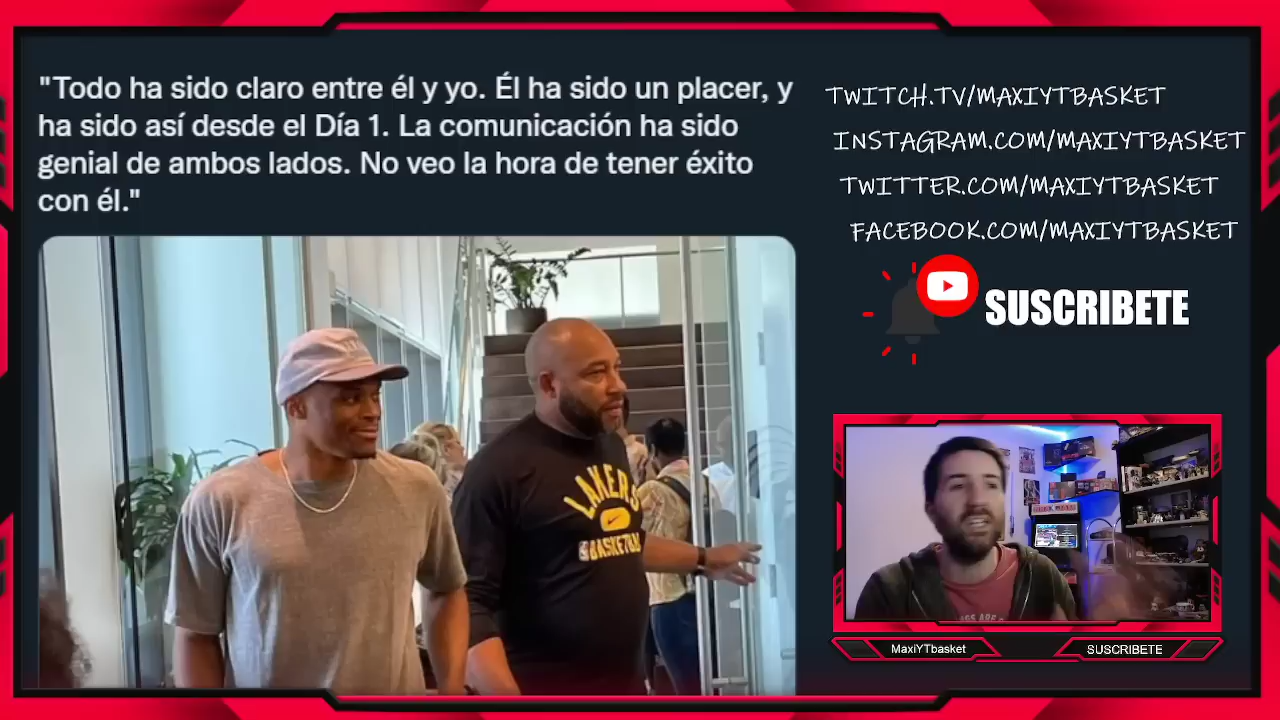 "Todo ha sido claro entre él y yo. Él ha sido un placer, y
ha sido así desde el Día 1. La comunicación ha sido
genial de ambos lados. No veo la hora de tener éxito
con él."
TWITCH.TV/MAXIYTBASKET
INSTAGRAM.COM/MAXIYTBASKET
TWITTER.COM/MAXIYTBASKET
FACEBOOK.COM/MAXIYTBASKET
SUSCRIBETE
LAKERS
BASKETBALL
MaxiYTbasket
SUSCRIBETE